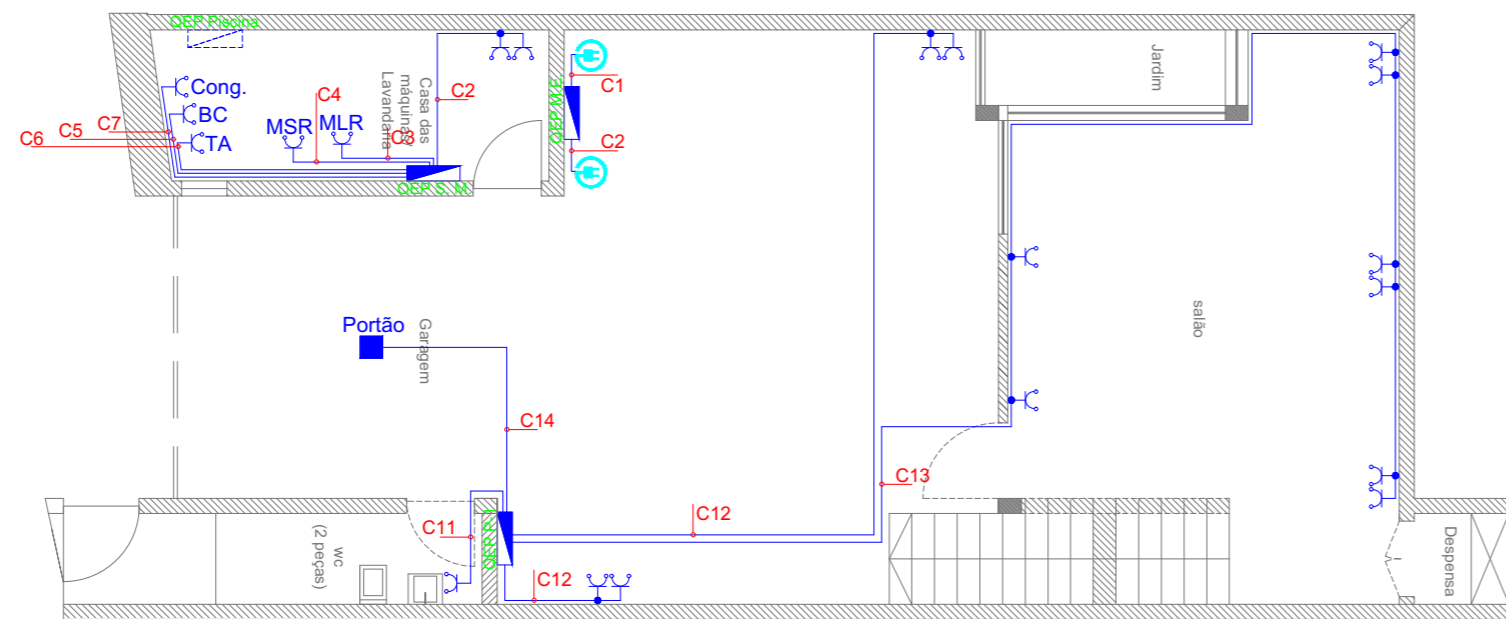 QEP Piscina
Cong.
BC
TA
C7
C5
C6
MSR
C4
MLR
C3
Casa das
máquinas/
Lavandaria
C2
QEP S. M.
QEP M.E
C1
C2
Jardim
salão
Portão
Garagem
C14
C13
C12
C11
wc
(2 peças)
C12
Despensa